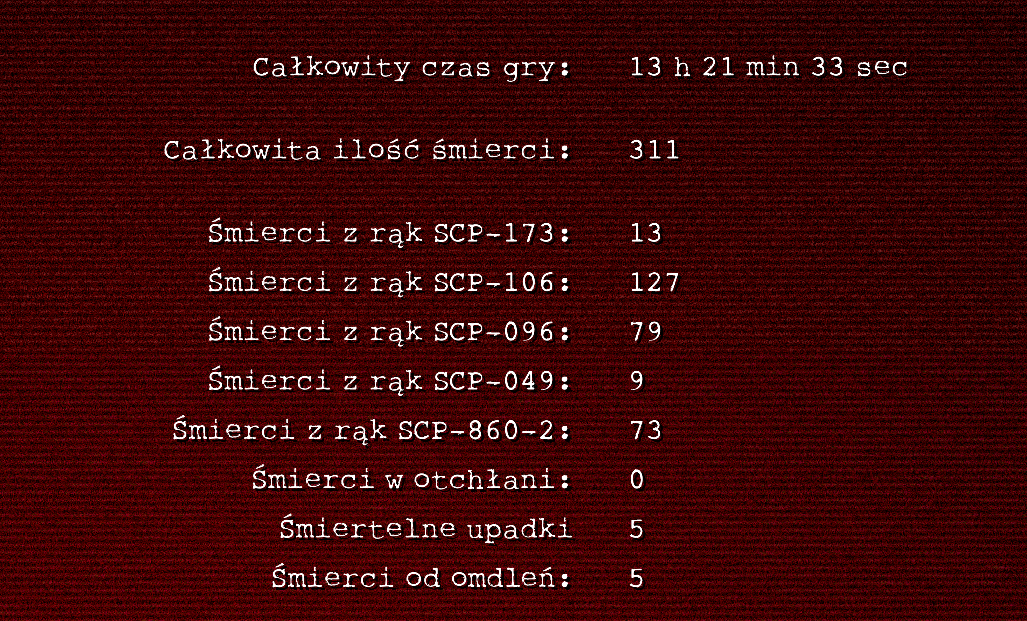 Całkowity czas gry: 13 h 21 min 33 sec
Całkowita ilość śmierci: 311
Śmierci z rąk SCP-173: 13
Śmierci z rąk SCP-106: 127
Śmierci z rąk SCP-096: 79
Śmierci z rąk SCP-049: 9
Śmierci z rąk SCP-860-2: 73
Śmierci w otchłani: 0
Śmiertelne upadki 5
Śmierci od omdleń: 5